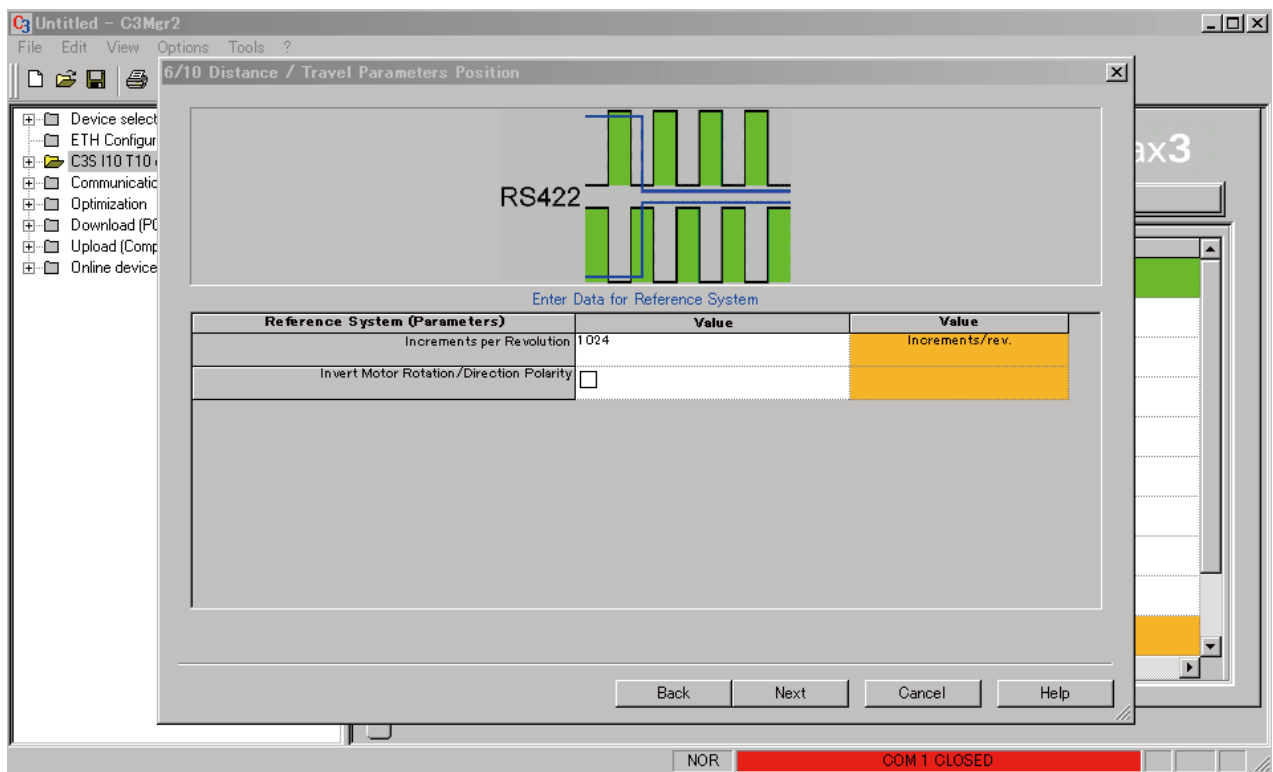 C3 Untitled - C3Mgr2
File Edit View Options Tools ?
6/10 Distance / Travel Parameters Position
Device select
ETH Configur
C3S I10 T10
Communicatio
Optimization
Download (PC
Upload (Comp
Online device
ax3
RS422
Enter Data for Reference System
Reference System (Parameters) Value Value
Increments per Revolution 1024 Increments/rev.
Invert Motor Rotation/Direction Polarity
Back Next Cancel Help
NOR COM 1 CLOSED